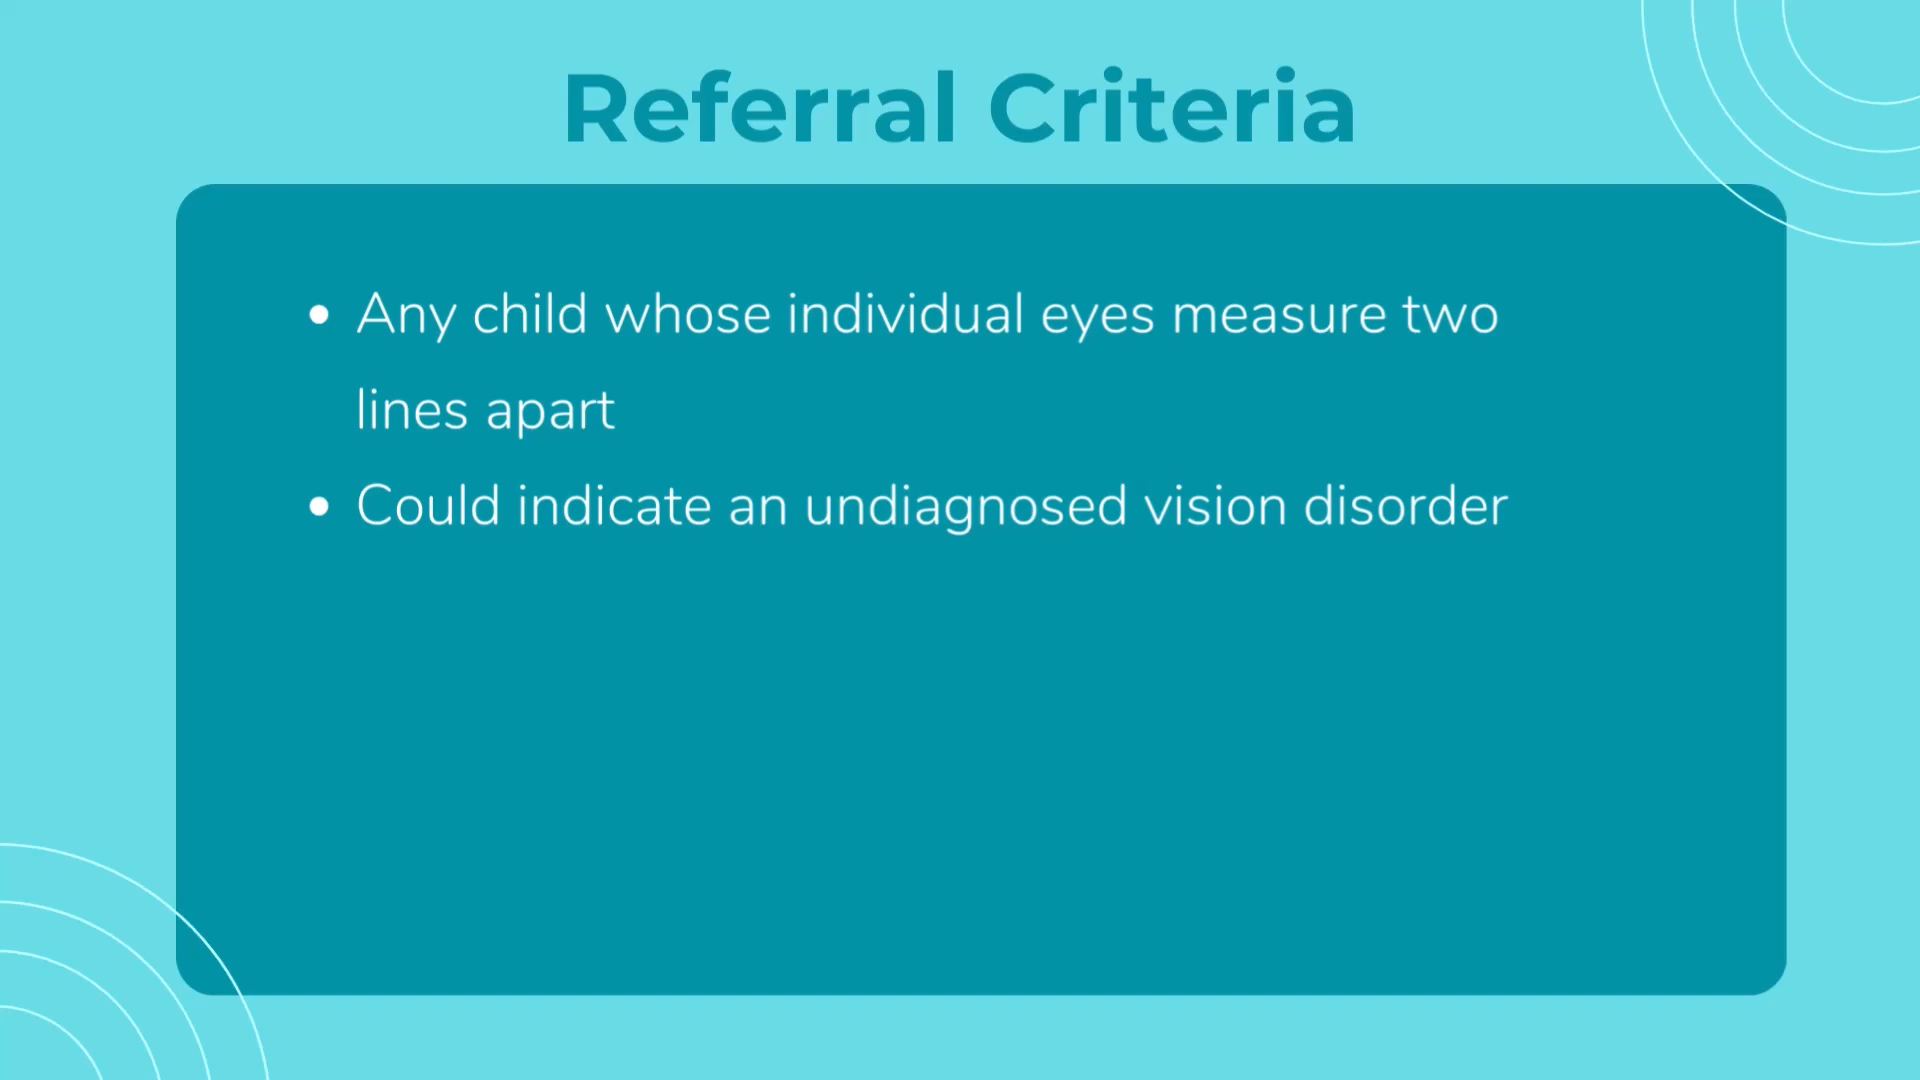 Referral Criteria
• Any child whose individual eyes measure two
lines apart
• Could indicate an undiagnosed vision disorder